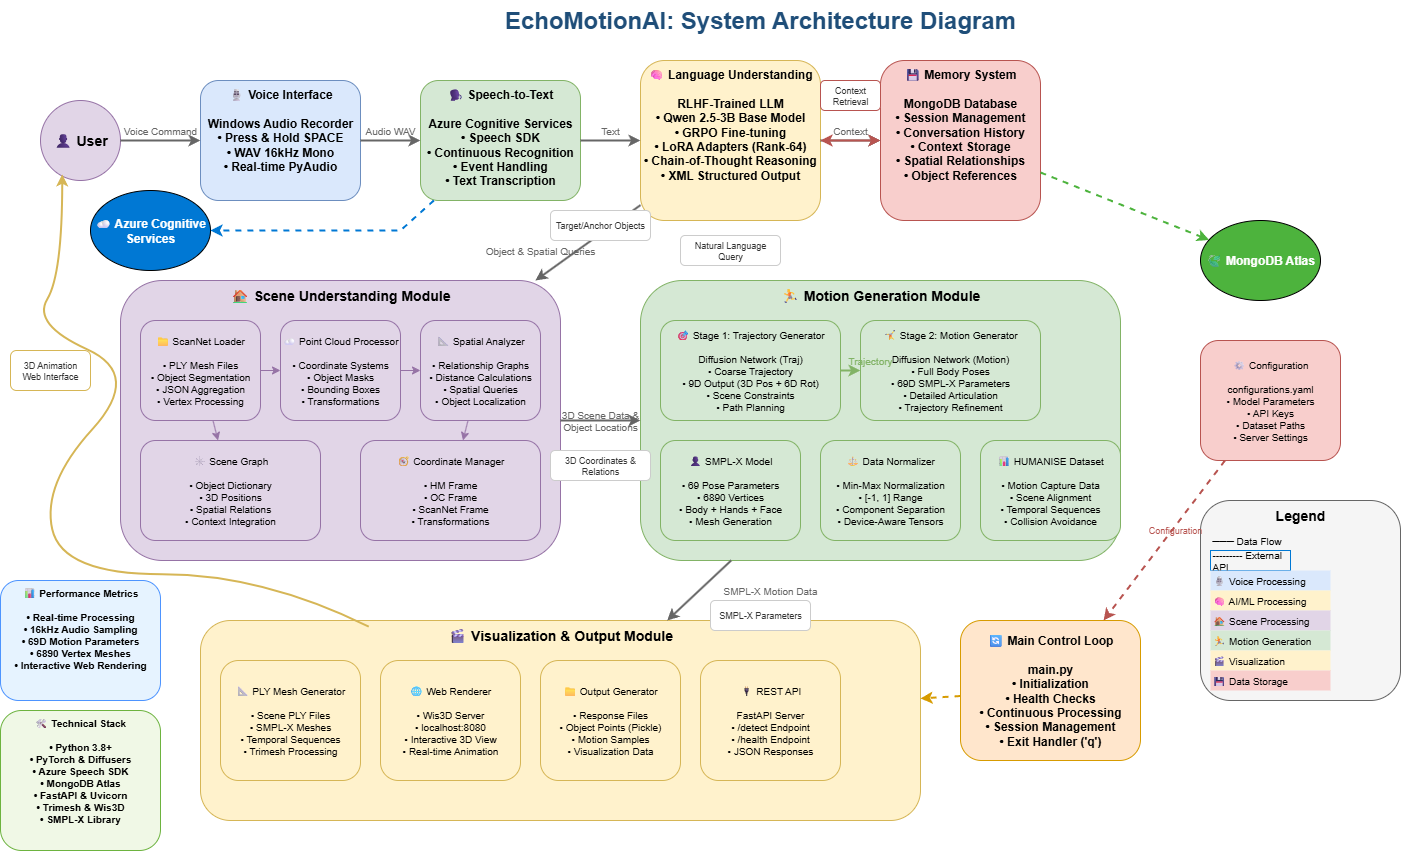 EchoMotionAI: System Architecture Diagram
User
Voice Command
Voice Interface
Windows Audio Recorder
• Press & Hold SPACE
• WAV 16kHz Mono
• Real-time PyAudio
Audio WAV
Speech-to-Text
Azure Cognitive Services
• Speech SDK
• Continuous Recognition
• Event Handling
• Text Transcription
Text
Language Understanding
RLHF-Trained LLM
• Qwen 2.5-3B Base Model
• GRPO Fine-tuning
• LoRA Adapters (Rank-64)
• Chain-of-Thought Reasoning
• XML Structured Output
Context
Retrieval
Context
Memory System
MongoDB Database
• Session Management
• Conversation History
• Context Storage
• Spatial Relationships
• Object References
Azure Cognitive
Services
MongoDB Atlas
Target/Anchor Objects
Object & Spatial Queries
Natural Language
Query
Scene Understanding Module
ScanNet Loader
• PLY Mesh Files
• Object Segmentation
• JSON Aggregation
• Vertex Processing
Point Cloud Processor
• Coordinate Systems
• Object Masks
• Bounding Boxes
• Transformations
Spatial Analyzer
• Relationship Graphs
• Distance Calculations
• Spatial Queries
• Object Localization
Scene Graph
• Object Dictionary
• 3D Positions
• Spatial Relations
• Context Integration
Coordinate Manager
• HM Frame
• OC Frame
• ScanNet Frame
• Transformations
3D Scene Data &
Object Locations
3D Coordinates &
Relations
Motion Generation Module
Stage 1: Trajectory Generator
Diffusion Network (Traj)
• Coarse Trajectory
• 9D Output (3D Pos + 6D Rot)
• Scene Constraints
• Path Planning
Trajectory
Stage 2: Motion Generator
Diffusion Network (Motion)
• Full Body Poses
• 69D SMPL-X Parameters
• Detailed Articulation
• Trajectory Refinement
SMPL-X Model
• 69 Pose Parameters
• 6890 Vertices
• Body + Hands + Face
• Mesh Generation
Data Normalizer
• Min-Max Normalization
• [-1, 1] Range
• Component Separation
• Device-Aware Tensors
HUMANISE Dataset
• Motion Capture Data
• Scene Alignment
• Temporal Sequences
• Collision Avoidance
Configuration
configurations.yaml
• Model Parameters
• API Keys
• Dataset Paths
• Server Settings
Configuration
3D Animation
Web Interface
Legend
─── Data Flow
--------- External
API
Voice Processing
AI/ML Processing
Scene Processing
Motion Generation
Visualization
Data Storage
SMPL-X Motion Data
SMPL-X Parameters
Performance Metrics
• Real-time Processing
• 16kHz Audio Sampling
• 69D Motion Parameters
• 6890 Vertex Meshes
• Interactive Web Rendering
Technical Stack
• Python 3.8+
• PyTorch & Diffusers
• Azure Speech SDK
• MongoDB Atlas
• FastAPI & Uvicorn
• Trimesh & Wis3D
• SMPL-X Library
Visualization & Output Module
PLY Mesh Generator
• Scene PLY Files
• SMPL-X Meshes
• Temporal Sequences
• Trimesh Processing
Web Renderer
• Wis3D Server
• localhost:8080
• Interactive 3D View
• Real-time Animation
Output Generator
• Response Files
• Object Points (Pickle)
• Motion Samples
• Visualization Data
REST API
FastAPI Server
• /detect Endpoint
• /health Endpoint
• JSON Responses
Main Control Loop
main.py
• Initialization
• Health Checks
• Continuous Processing
• Session Management
• Exit Handler ('q')